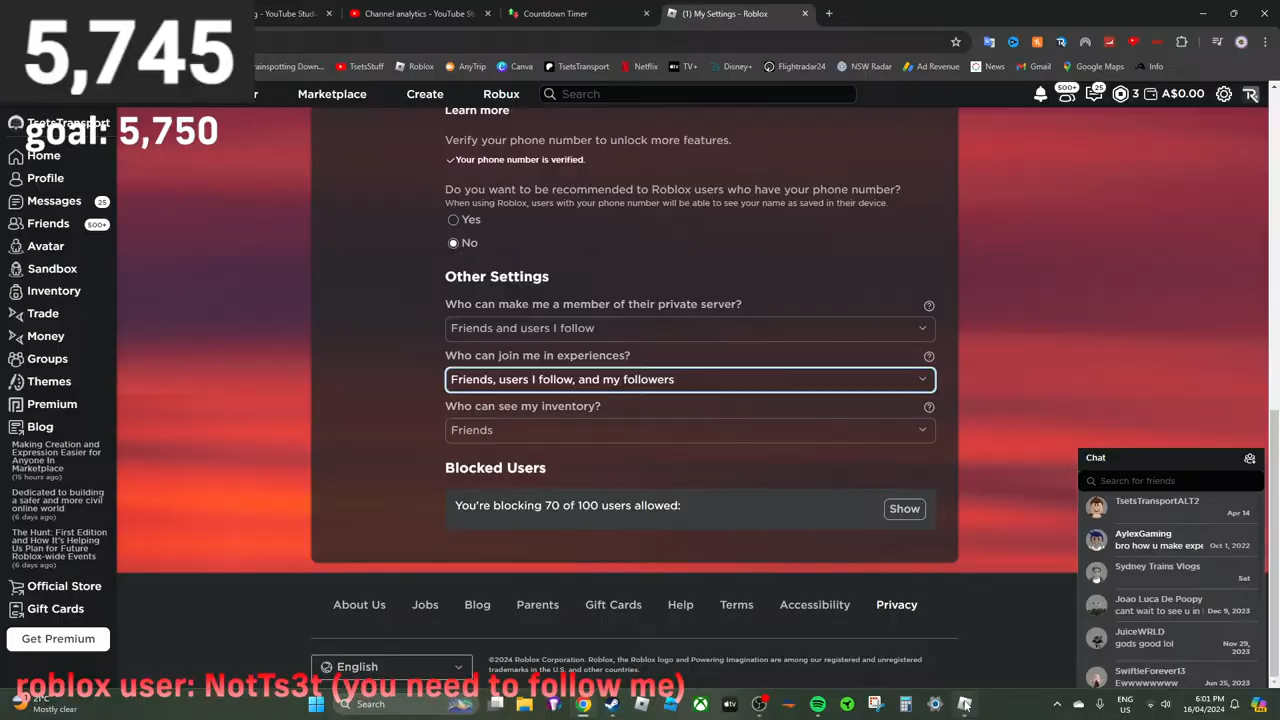 5,745
goal: 5,750
g - YouTube Stud
Channel analytics - YouTube St
Countdown Timer
(1) My Settings - Roblox
brainspotting Down...
TsetsStuff
Roblox
AnyTrip
Canva
TsetsTransport
Netflix
TV+
Disney+
Flightradar24
NSW Radar
Ad Revenue
News
Gmail
Google Maps
Info
Marketplace
Create
Robux
Search
500+
25
3
A$0.00
TsetsTransport
Home
Profile
Messages 25
Friends 500+
Avatar
Sandbox
Inventory
Trade
Money
Groups
Themes
Premium
Blog
Making Creation and
Expression Easier for
Anyone In
Marketplace
(15 hours ago)
Dedicated to building
a safer and more civil
online world
(6 days ago)
The Hunt: First Edition
and How It's Helping
Us Plan for Future
Roblox-wide Events
(6 days ago)
Official Store
Gift Cards
Get Premium
Learn more
Verify your phone number to unlock more features.
Your phone number is verified.
Do you want to be recommended to Roblox users who have your phone number?
When using Roblox, users with your phone number will be able to see your name as saved in their device.
Yes
No
Other Settings
Who can make me a member of their private server?
Friends and users I follow
Who can join me in experiences?
Friends, users I follow, and my followers
Who can see my inventory?
Friends
Blocked Users
You're blocking 70 of 100 users allowed:
Show
About Us
Jobs
Blog
Parents
Gift Cards
Help
Terms
Accessibility
Privacy
English
©2024 Roblox Corporation. Roblox, the Roblox logo and Powering Imagination are among our registered and unregistered
trademarks in the U.S. and other countries.
Chat
Search for friends
TsetsTransportALT2
Apr 14
AylexGaming
bro how u make expe
Oct 1, 2022
Sydney Trains Vlogs
Sat
Joao Luca De Poopy
cant wait to see u in
Dec 9, 2023
JuiceWRLD
gods good lol
Nov 29,
2023
SwiftieForever13
Ewwwwwww
Jun 25, 2023
roblox user: NotTs3t (you need to follow me)
21°C
Mostly clear
Search
ENG
US
6:01 PM
16/04/2024